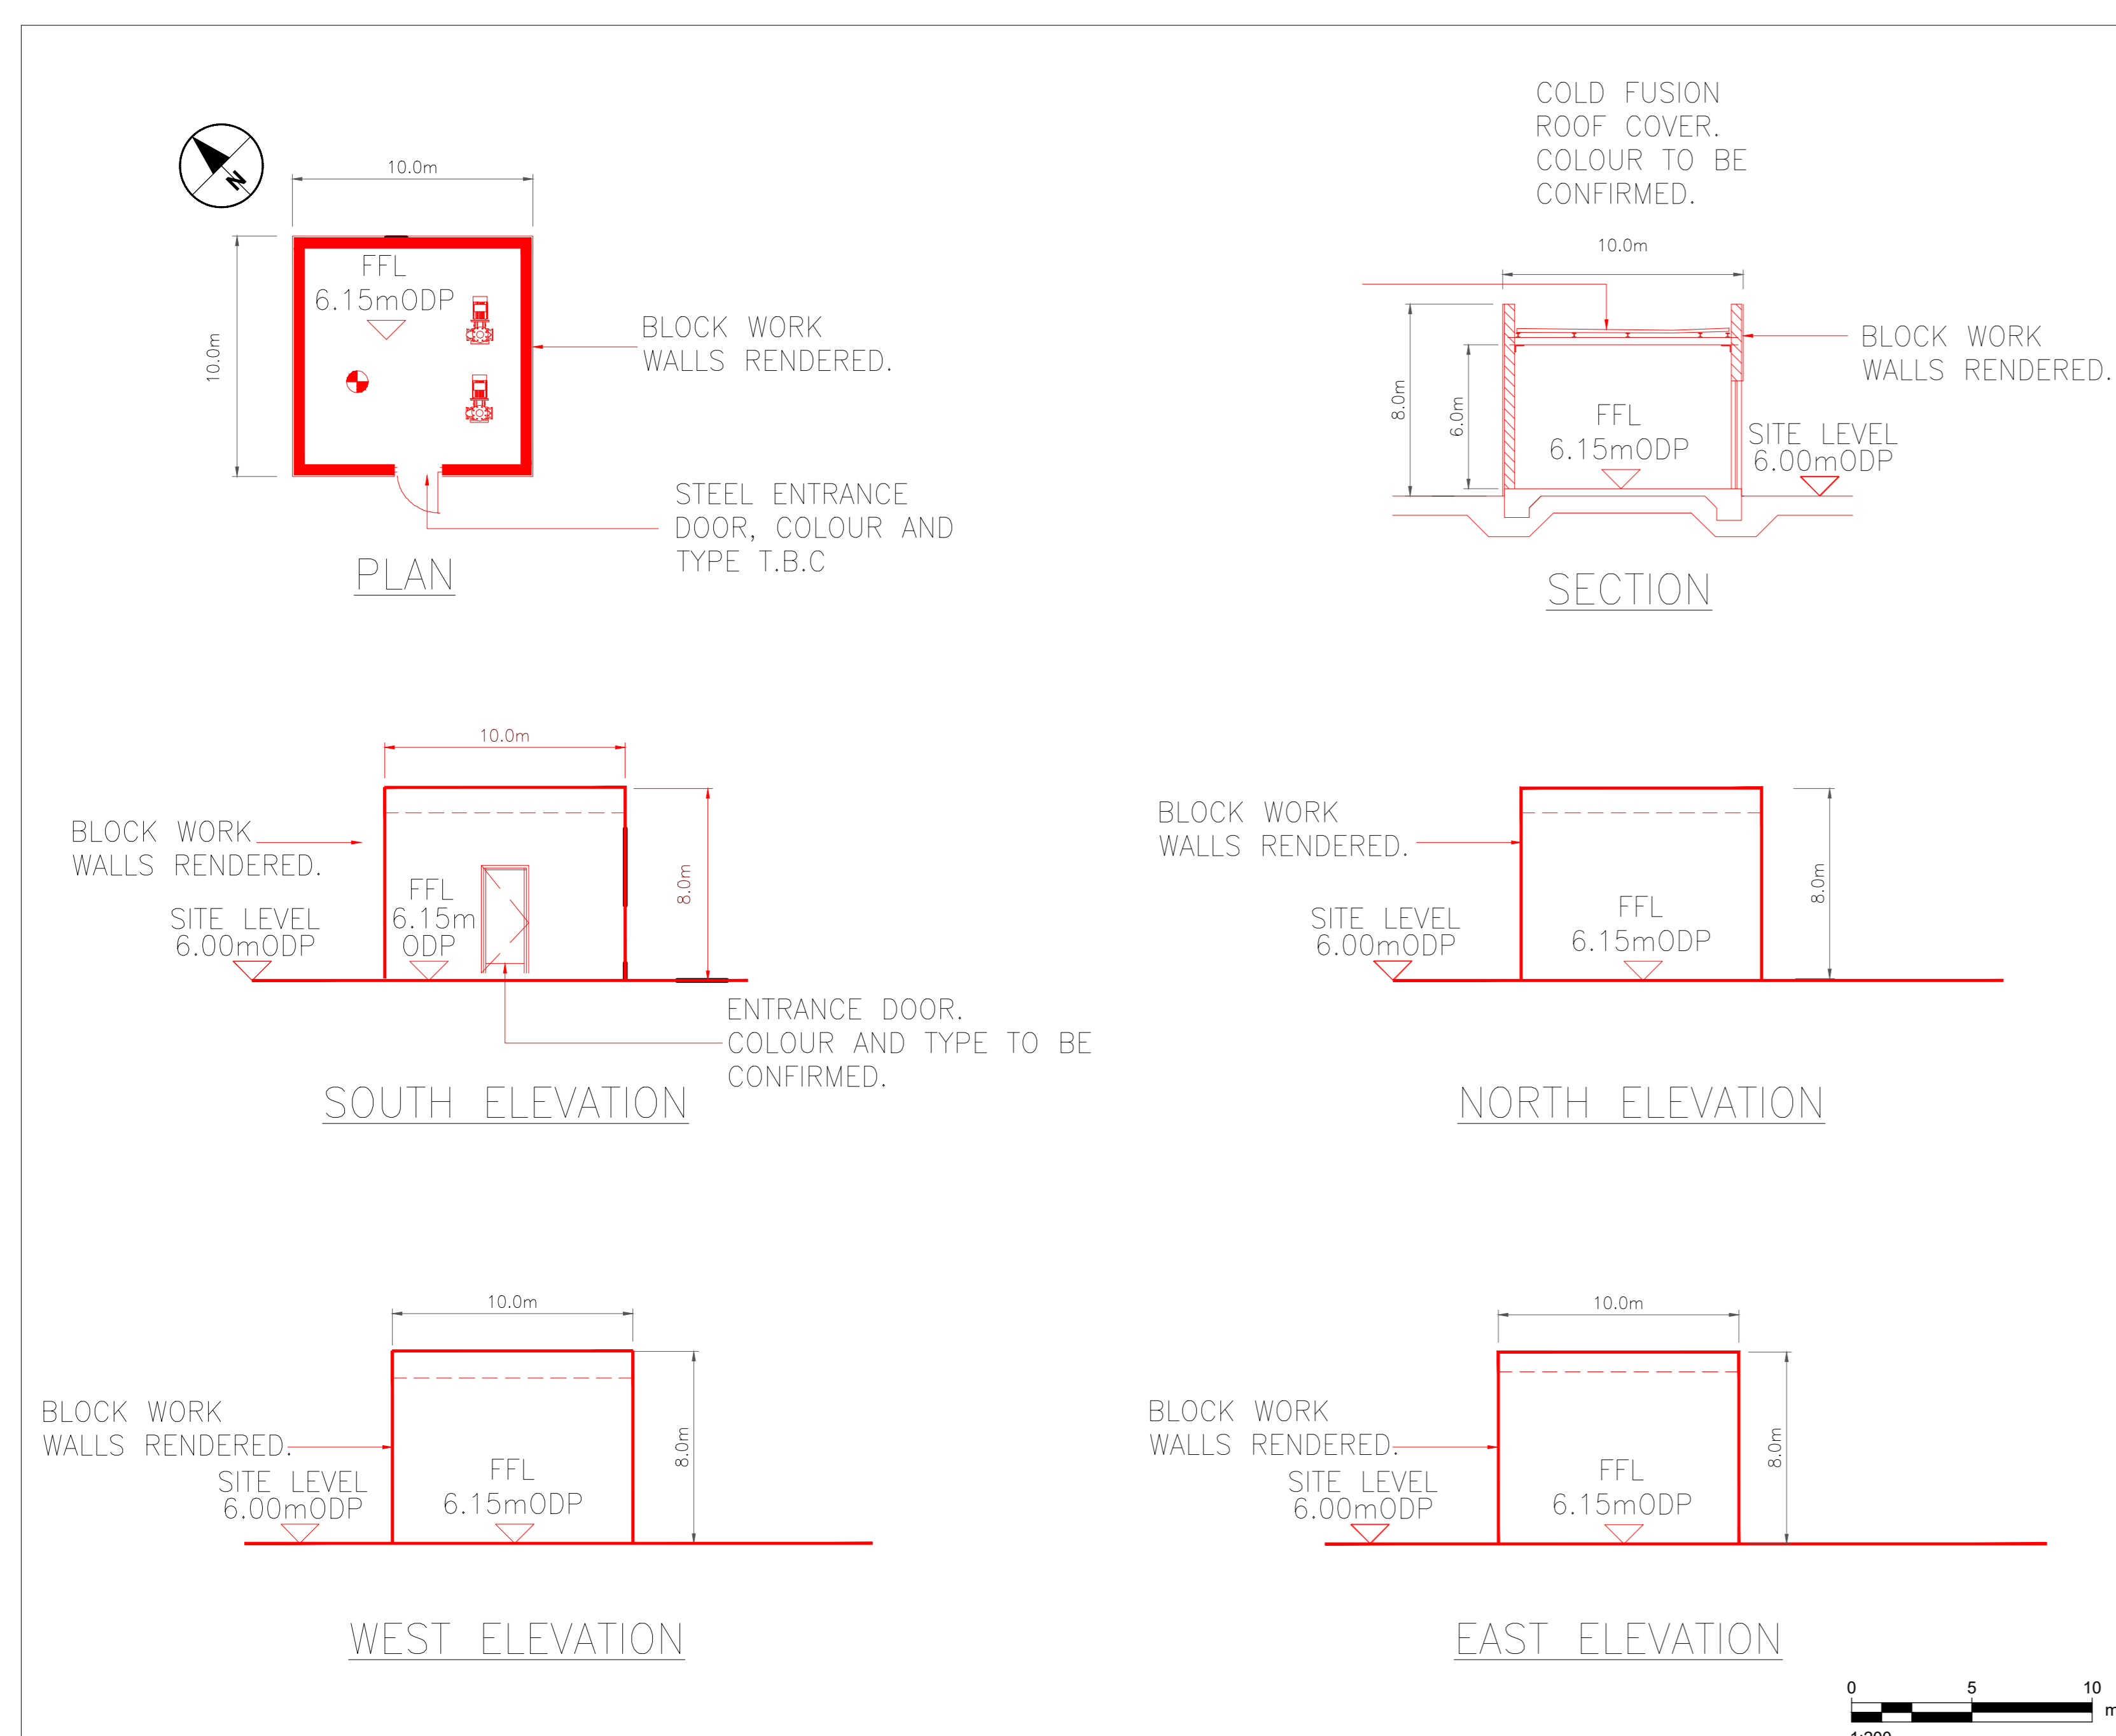 N
10.0m
10.0m
FFL
6.15mODP
BLOCK WORK
WALLS RENDERED.
STEEL ENTRANCE
DOOR, COLOUR AND
TYPE T.B.C
PLAN
COLD FUSION
ROOF COVER.
COLOUR TO BE
CONFIRMED.
10.0m
8.0m
6.0m
FFL
6.15mODP
BLOCK WORK
WALLS RENDERED.
SITE LEVEL
6.00mODP
SECTION
10.0m
BLOCK WORK
WALLS RENDERED.
SITE LEVEL
6.00mODP
FFL
6.15m
ODP
8.0m
ENTRANCE DOOR.
COLOUR AND TYPE TO BE
CONFIRMED.
SOUTH ELEVATION
BLOCK WORK
WALLS RENDERED.
SITE LEVEL
6.00mODP
FFL
6.15mODP
8.0m
NORTH ELEVATION
10.0m
BLOCK WORK
WALLS RENDERED.
SITE LEVEL
6.00mODP
FFL
6.15mODP
8.0m
WEST ELEVATION
10.0m
BLOCK WORK
WALLS RENDERED.
SITE LEVEL
6.00mODP
FFL
6.15mODP
8.0m
EAST ELEVATION
0 5 10